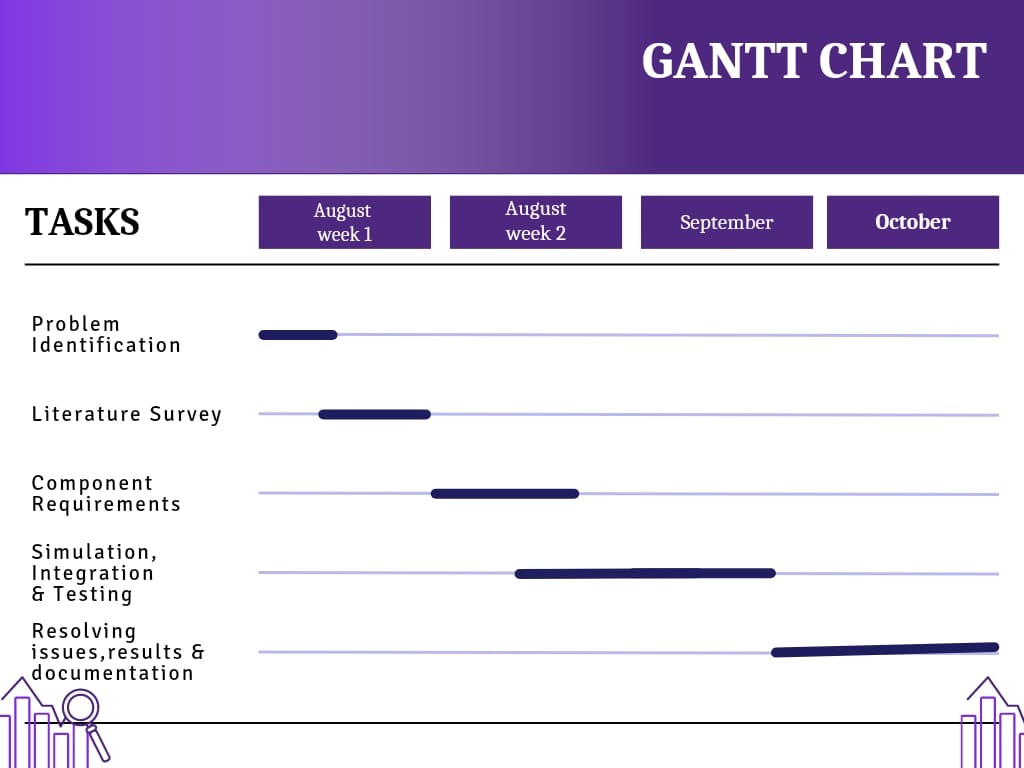 GANTT CHART
TASKS
August
week 1
August
week 2
September
October
Problem
Identification
Literature Survey
Component
Requirements
Simulation,
Integration
& Testing
Resolving
issues,results &
documentation